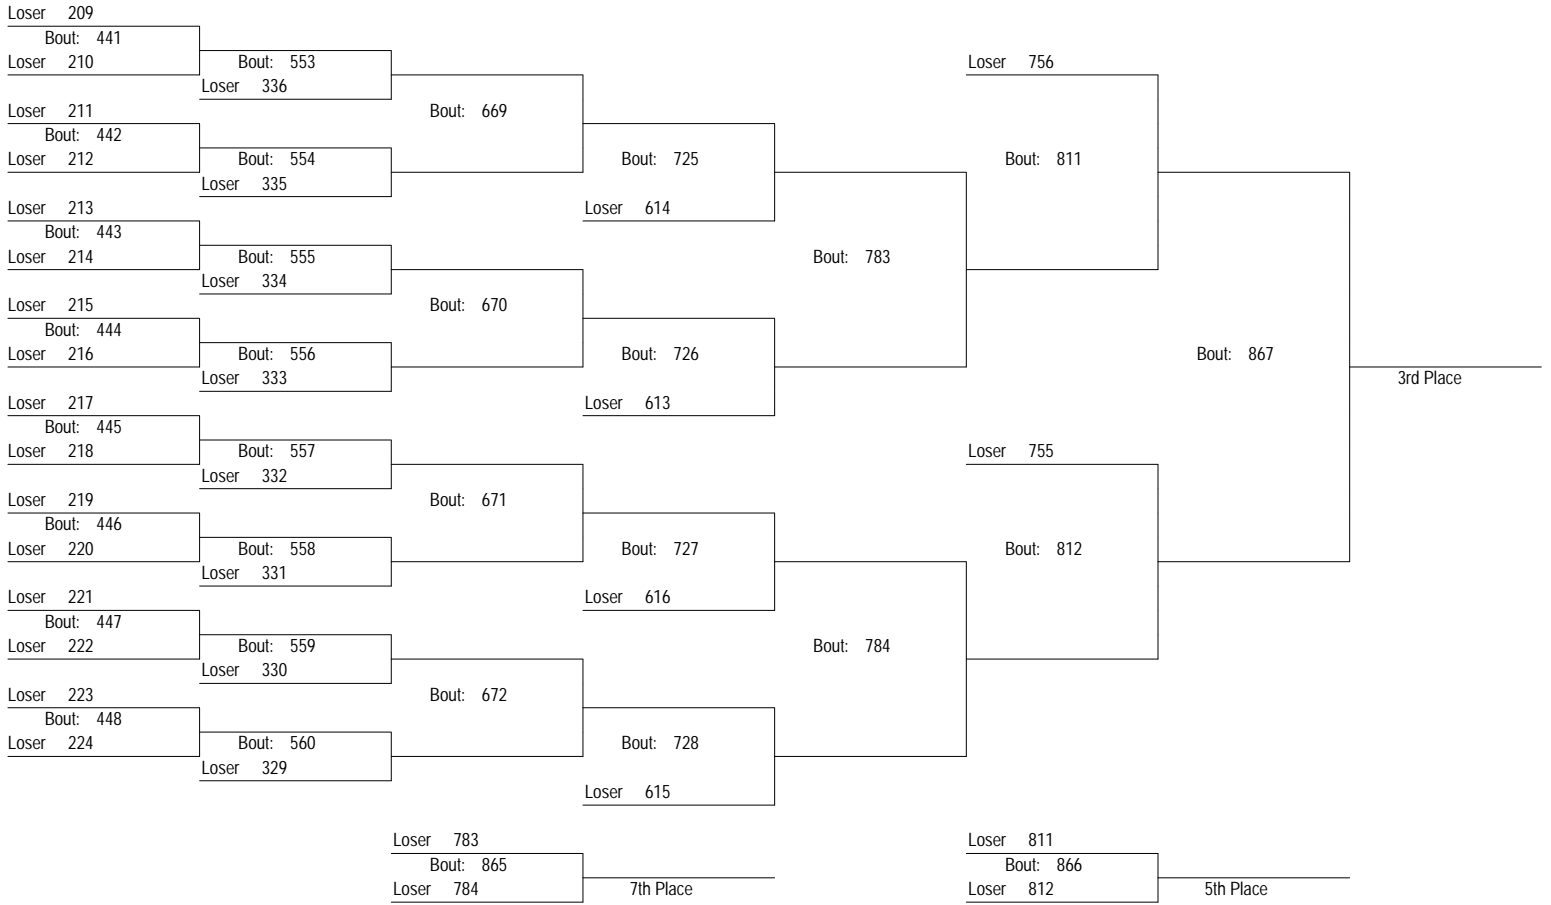 Loser 209
Bout: 441
Loser 210
Bout: 553
Loser 336
Loser 756
Loser 211
Bout: 669
Bout: 442
Loser 212
Bout: 554
Bout: 725
Bout: 811
Loser 335
Loser 213
Loser 614
Bout: 443
Loser 214
Bout: 555
Bout: 783
Loser 334
Loser 215
Bout: 670
Bout: 444
Loser 216
Bout: 556
Bout: 726
Bout: 867
Loser 333
3rd Place
Loser 217
Loser 613
Bout: 445
Loser 218
Bout: 557
Loser 755
Loser 332
Loser 219
Bout: 671
Bout: 446
Loser 220
Bout: 558
Bout: 727
Bout: 812
Loser 331
Loser 221
Loser 616
Bout: 447
Loser 222
Bout: 559
Bout: 784
Loser 330
Loser 223
Bout: 672
Bout: 448
Loser 224
Bout: 560
Bout: 728
Loser 329
Loser 615
Loser 783
Bout: 865
Loser 784
7th Place
Loser 811
Bout: 866
Loser 812
5th Place